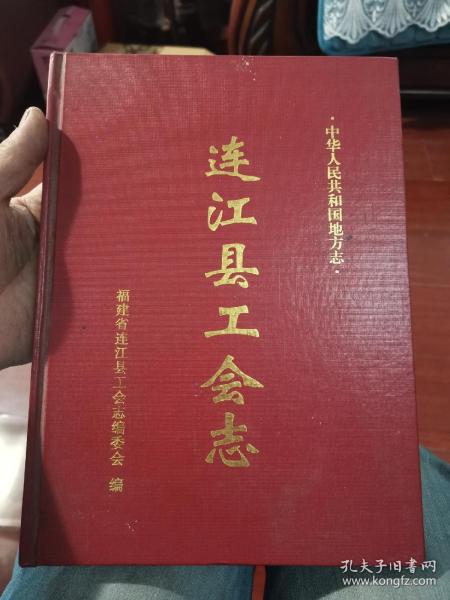 ·中华人民共和国地方志·
连江县工会志
福建省连江县工会志编委会 编
孔夫子旧书网
www.kongfz.com